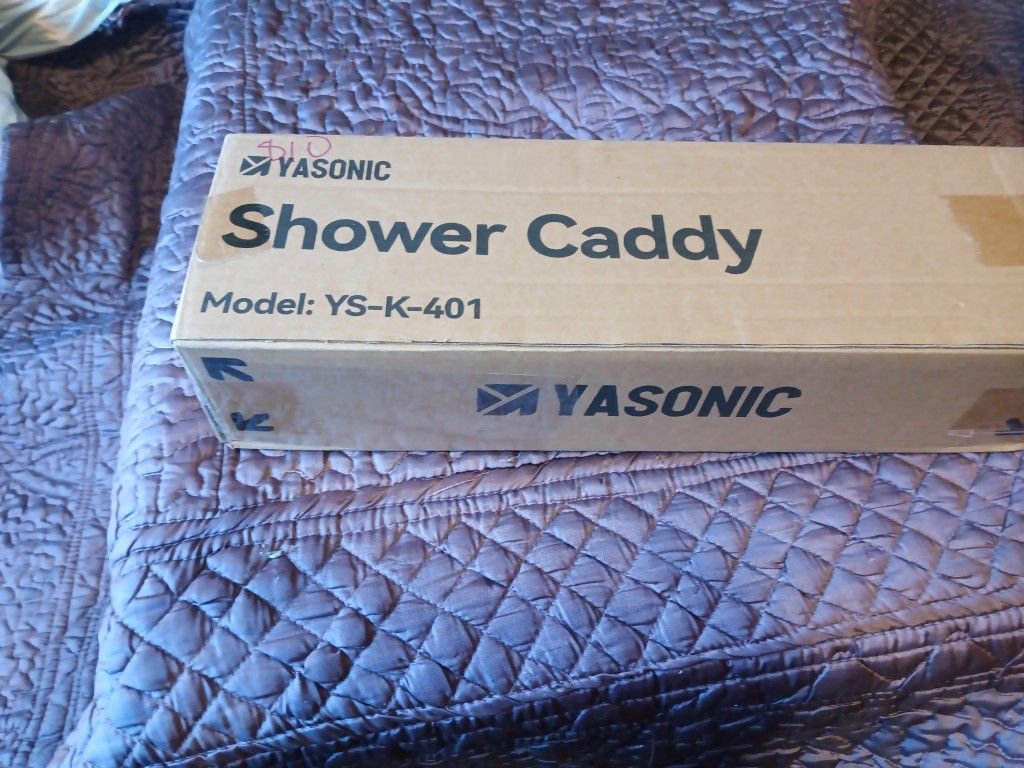 $10
YASONIC
Shower Caddy
Model: YS-K-401
YASONIC